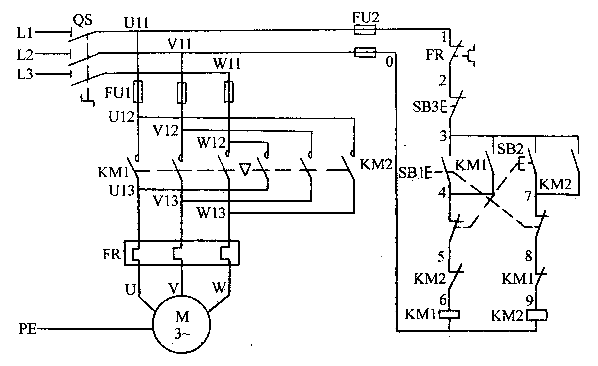 QS U11 FU2
L1 1
V11
L2 0 FR
W11
L3 2
FU1
U12 SB3
V12 3
W12 SB2
KM1 KM2 SB1 KM1 KM2
U13 4 7
V13
W13
FR 5 8
KM2 KM1
U V W 6 9
M KM1 KM2
3~
PE